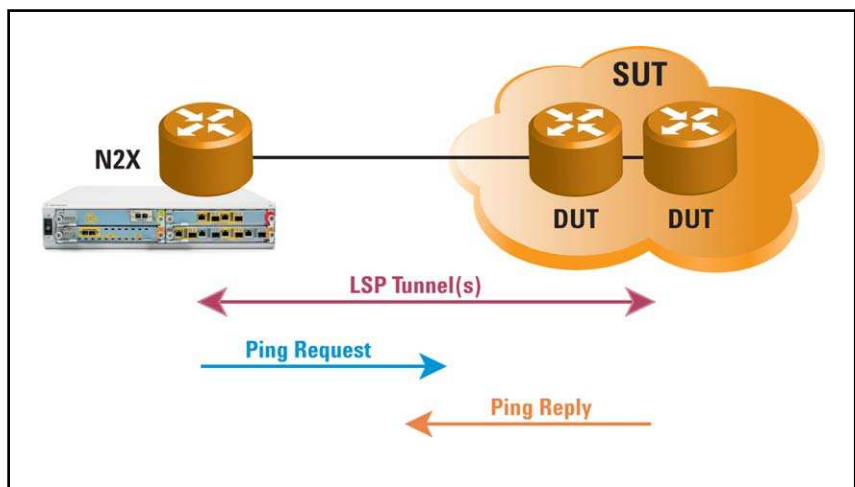 SUT
N2X
DUT
DUT
LSP Tunnel(s)
Ping Request
Ping Reply